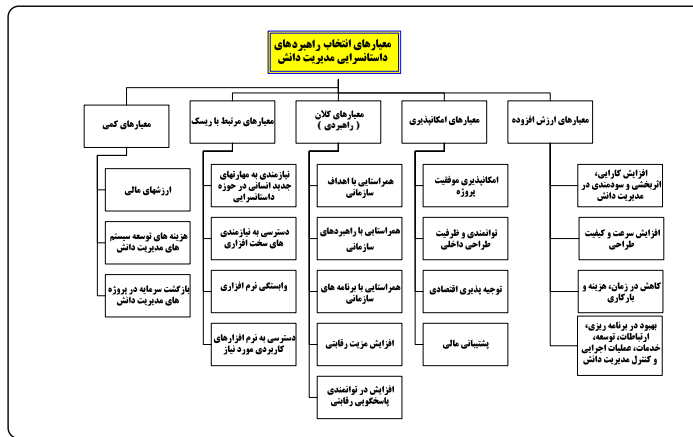 معیارهای انتخاب راهبردهای
داستانسرایی مدیریت دانش
معیارهای ارزش افزوده
معیارهای امکانپذیری
معیارهای کلان
( راهبردی )
معیارهای مرتبط با ریسک
معیارهای کمی
افزایش کارایی،
اثربخشی و سودمندی در
مدیریت دانش
افزایش سرعت و کیفیت
طراحی
کاهش در زمان، هزینه و
بارکاری
بهبود در برنامه ریزی،
ارتباطات، توسعه،
خدمات، عملیات اجرایی
و کنترل مدیریت دانش
امکانپذیری موفقیت
پروژه
توانمندی و ظرفیت
طراحی داخلی
توجیه پذیری اقتصادی
پشتیبانی مالی
همراستایی با اهداف
سازمانی
همراستایی با راهبردهای
سازمانی
همراستایی با برنامه های
سازمانی
افزایش مزیت رقابتی
افزایش در توانمندی
پاسخگویی رقابتی
نیازمندی به مهارتهای
جدید انسانی در حوزه
داستانسرایی
دسترسی به نیازمندی
های سخت افزاری
وابستگی نرم افزاری
دسترسی به نرم افزارهای
کاربردی مورد نیاز
ارزشهای مالی
هزینه های توسعه سیستم
های مدیریت دانش
بازگشت سرمایه در پروژه
های مدیریت دانش